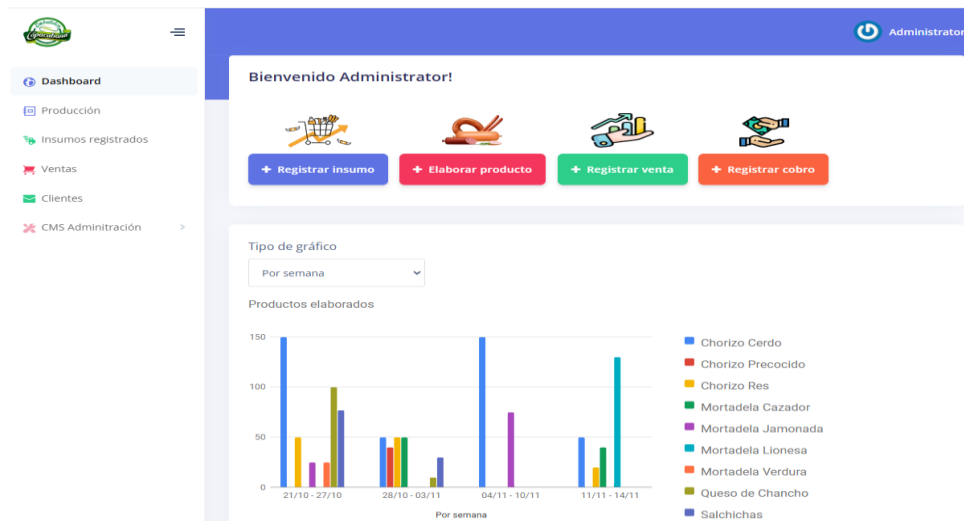 Copacabana
Administrator
Dashboard
Producción
Insumos registrados
Ventas
Clientes
CMS Adminitración >
Bienvenido Administrator!
+ Registrar insumo
+ Elaborar producto
+ Registrar venta
+ Registrar cobro
Tipo de gráfico
Por semana
Productos elaborados
150
100
50
0
21/10 - 27/10
28/10 - 03/11
04/11 - 10/11
11/11 - 14/11
Por semana
Chorizo Cerdo
Chorizo Precocido
Chorizo Res
Mortadela Cazador
Mortadela Jamonada
Mortadela Lionesa
Mortadela Verdura
Queso de Chancho
Salchichas